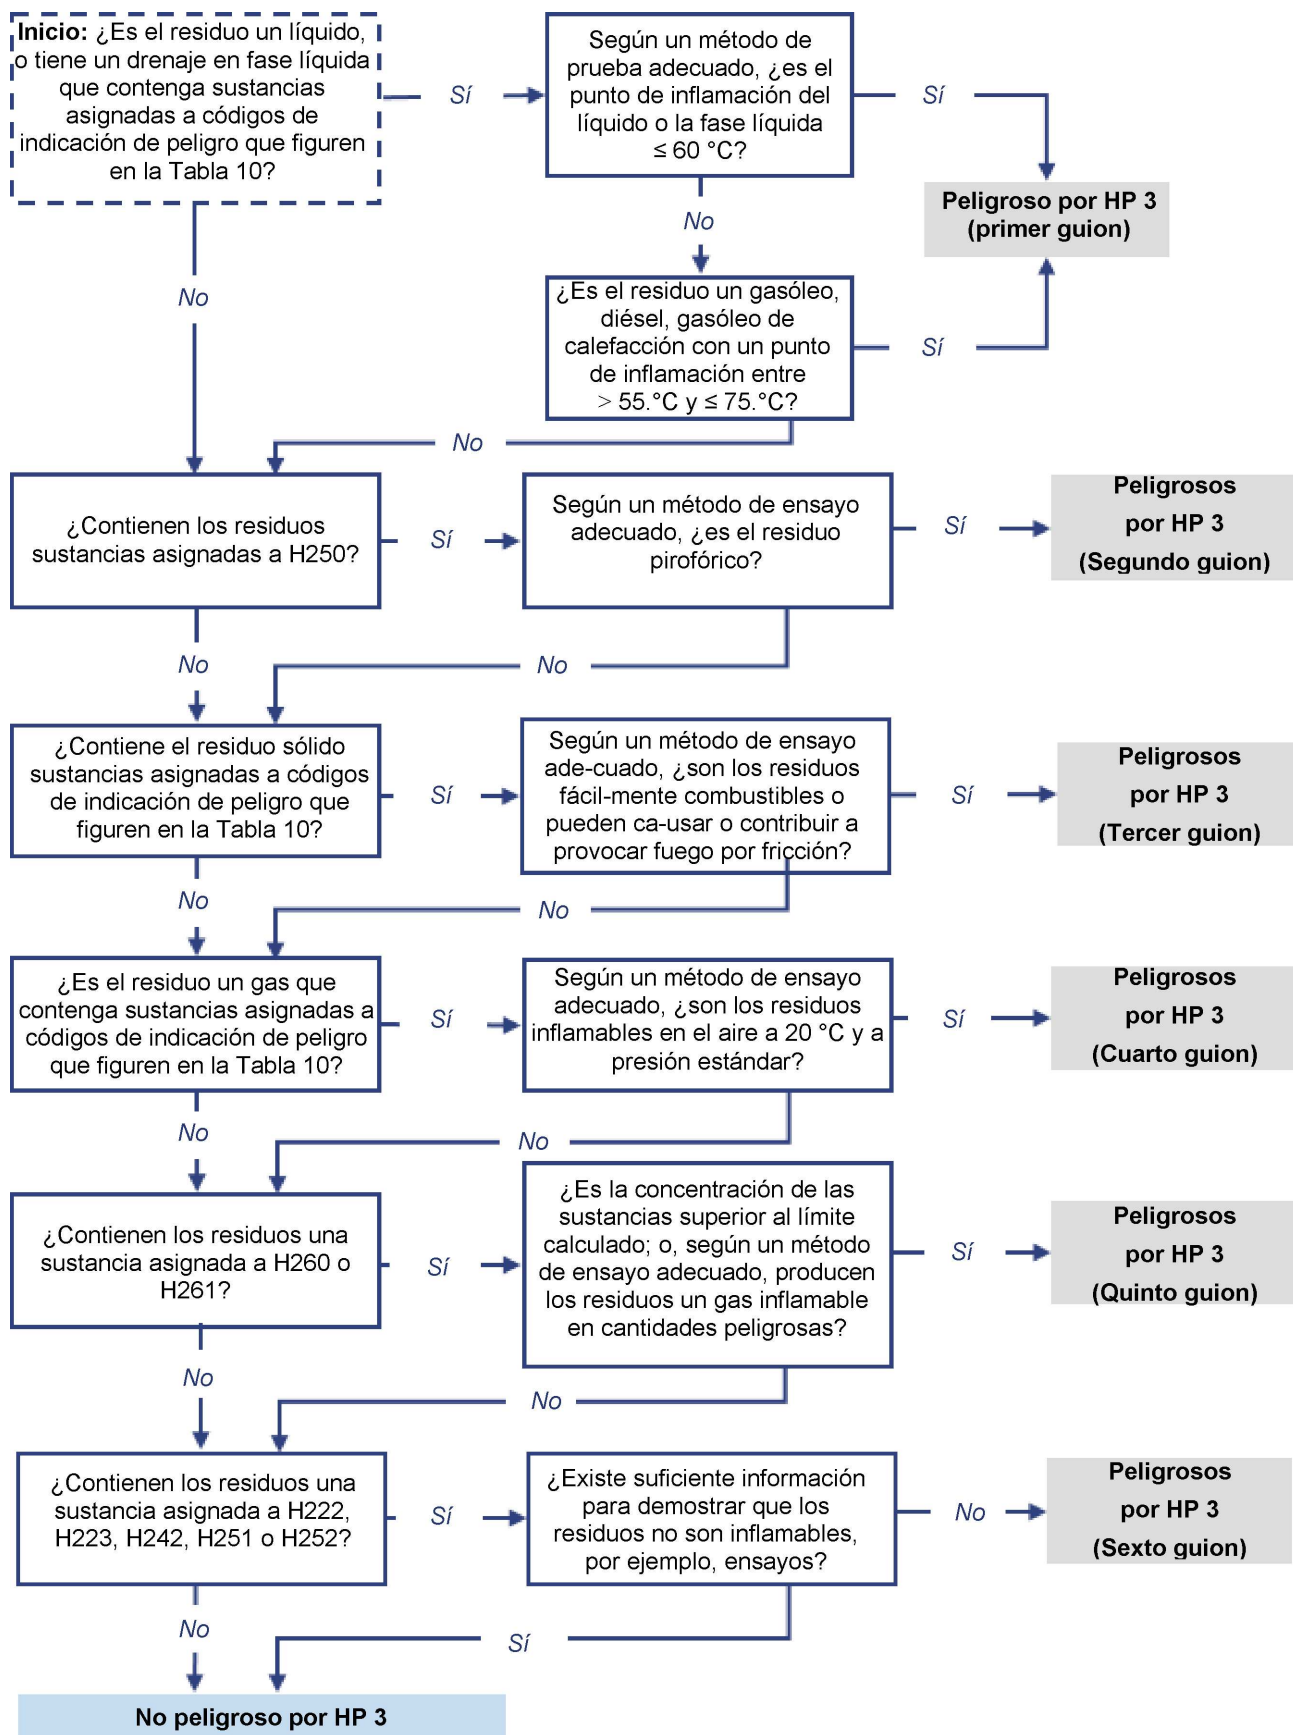 Inicio: ¿Es el residuo un líquido,
o tiene un drenaje en fase líquida
que contenga sustancias
asignadas a códigos de
indicación de peligro que figuren
en la Tabla 10?
Sí
Según un método de
prueba adecuado, ¿es el
punto de inflamación del
líquido o la fase líquida
≤ 60 °C?
Sí
Peligroso por HP 3
(primer guion)
No
No
¿Es el residuo un gasóleo,
diésel, gasóleo de
calefacción con un punto
de inflamación entre
> 55.°C y ≤ 75.°C?
Sí
No
¿Contienen los residuos
sustancias asignadas a H250?
Sí
Según un método de ensayo
adecuado, ¿es el residuo
pirofórico?
Sí
Peligrosos
por HP 3
(Segundo guion)
No
No
¿Contiene el residuo sólido
sustancias asignadas a códigos
de indicación de peligro que
figuren en la Tabla 10?
Sí
Según un método de ensayo
ade-cuado, ¿son los residuos
fácil-mente combustibles o
pueden ca-usar o contribuir a
provocar fuego por fricción?
Sí
Peligrosos
por HP 3
(Tercer guion)
No
No
¿Es el residuo un gas que
contenga sustancias asignadas a
códigos de indicación de peligro
que figuren en la Tabla 10?
Sí
Según un método de ensayo
adecuado, ¿son los residuos
inflamables en el aire a 20 °C y a
presión estándar?
Sí
Peligrosos
por HP 3
(Cuarto guion)
No
No
¿Contienen los residuos una
sustancia asignada a H260 o
H261?
Sí
¿Es la concentración de las
sustancias superior al límite
calculado; o, según un método
de ensayo adecuado, producen
los residuos un gas inflamable
en cantidades peligrosas?
Sí
Peligrosos
por HP 3
(Quinto guion)
No
No
¿Contienen los residuos una
sustancia asignada a H222,
H223, H242, H251 o H252?
Sí
¿Existe suficiente información
para demostrar que los
residuos no son inflamables,
por ejemplo, ensayos?
No
Peligrosos
por HP 3
(Sexto guion)
No
Sí
No peligroso por HP 3